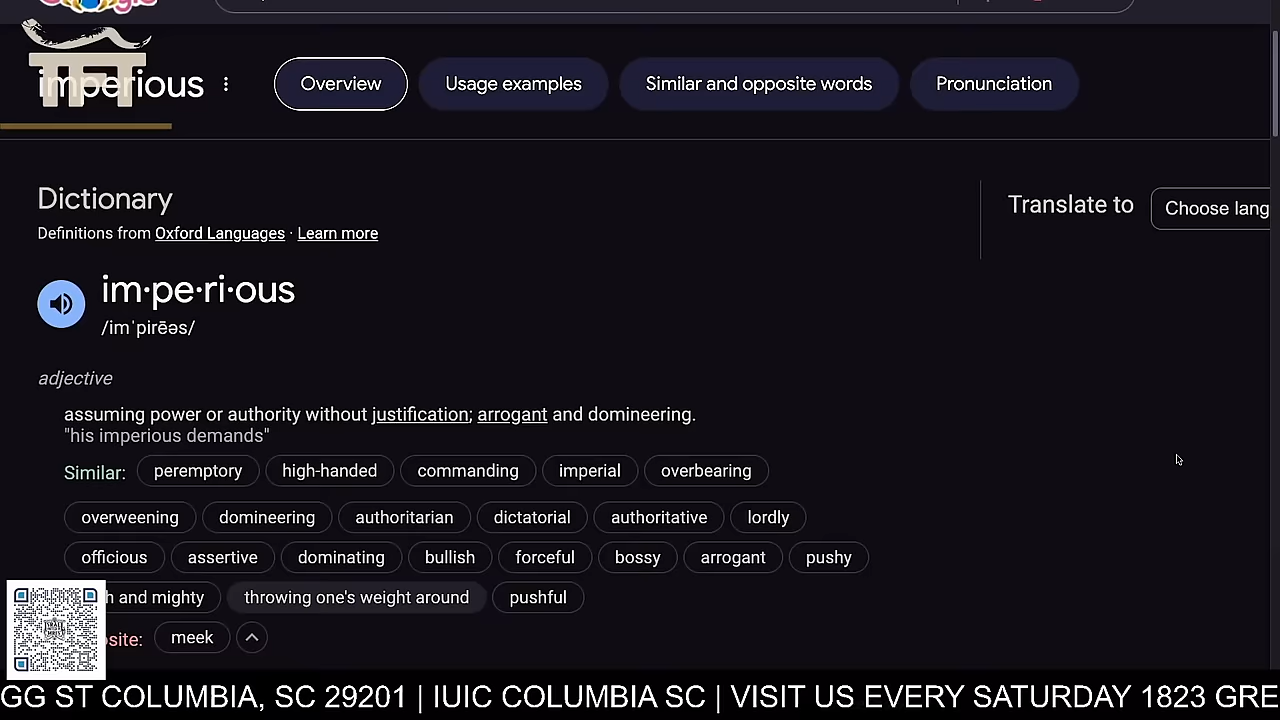 imperious
Overview
Usage examples
Similar and opposite words
Pronunciation
Dictionary
Translate to
Choose lang
Definitions from Oxford Languages · Learn more
im·pe·ri·ous
/imˈpirēəs/
adjective
assuming power or authority without justification; arrogant and domineering.
"his imperious demands"
Similar: peremptory high-handed commanding imperial overbearing
overweening domineering authoritarian dictatorial authoritative lordly
officious assertive dominating bullish forceful bossy arrogant pushy
h and mighty throwing one's weight around pushful
osite: meek
GG ST COLUMBIA, SC 29201 | IUIC COLUMBIA SC | VISIT US EVERY SATURDAY 1823 GRE